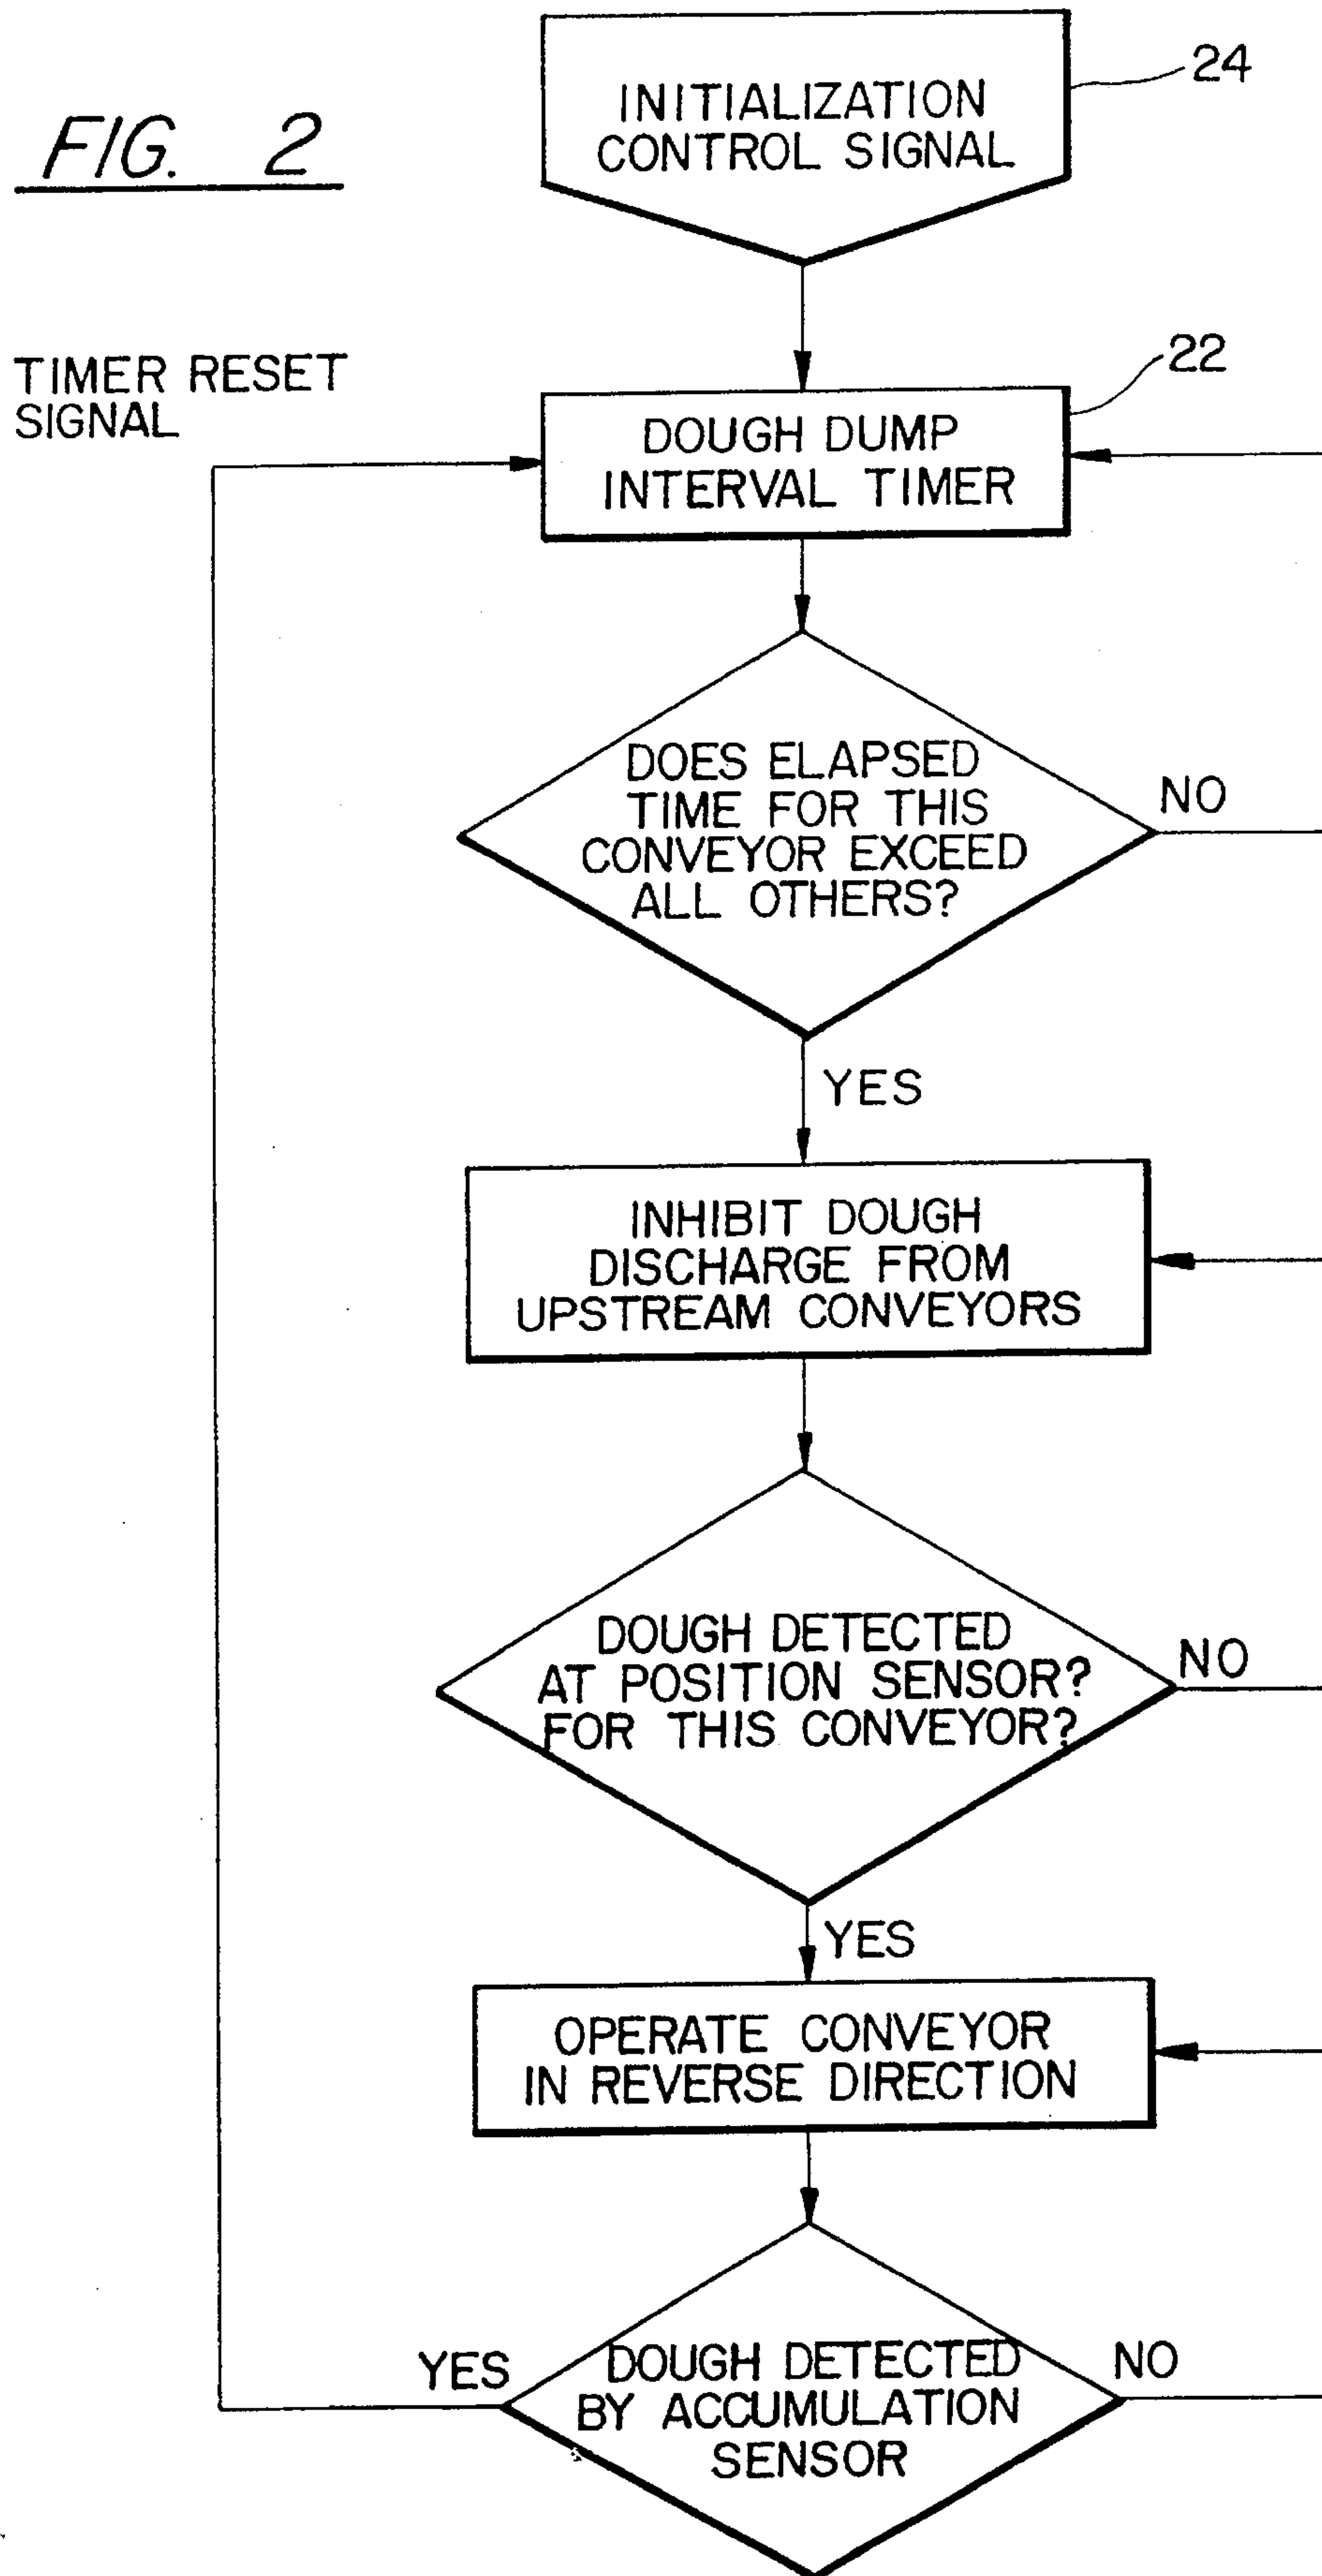 FIG. 2
INITIALIZATION
CONTROL SIGNAL
24
TIMER RESET
SIGNAL
22
DOUGH DUMP
INTERVAL TIMER
DOES ELAPSED
TIME FOR THIS
CONVEYOR EXCEED
ALL OTHERS?
NO
YES
INHIBIT DOUGH
DISCHARGE FROM
UPSTREAM CONVEYORS
DOUGH DETECTED
AT POSITION SENSOR?
FOR THIS CONVEYOR?
NO
YES
OPERATE CONVEYOR
IN REVERSE DIRECTION
YES
DOUGH DETECTED
BY ACCUMULATION
SENSOR
NO